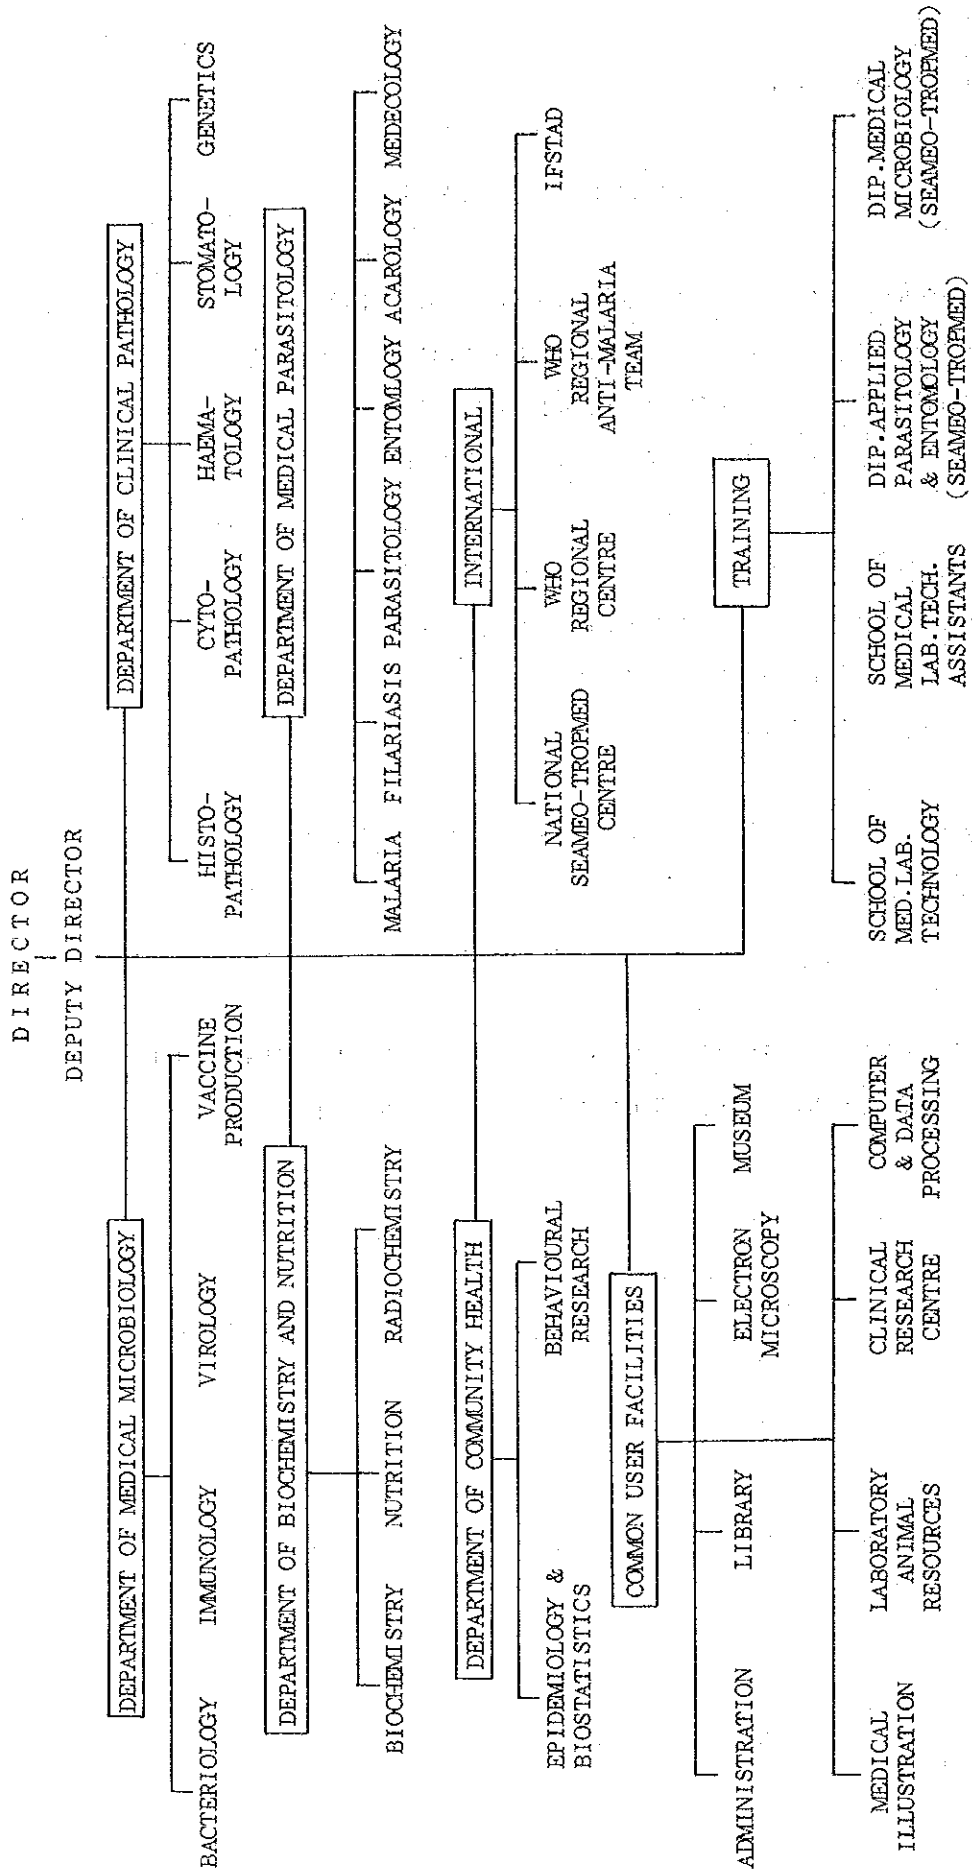 DIRECTOR
DEPUTY DIRECTOR
DEPARTMENT OF MEDICAL MICROBIOLOGY
BACTERIOLOGY
IMMUNOLOGY
VIROLOGY
VACCINE
PRODUCTION
DEPARTMENT OF CLINICAL PATHOLOGY
HISTO-
PATHOLOGY
CYTO-
PATHOLOGY
HAEMA-
TOLOGY
STOMATO-
LOGY
GENETICS
DEPARTMENT OF BIOCHEMISTRY AND NUTRITION
BIOCHEMISTRY
NUTRITION
RADIOCHEMISTRY
DEPARTMENT OF MEDICAL PARASITOLOGY
MALARIA
FILARIASIS
PARASITOLOGY
ENTOMLOGY
ACAROLOGY
MEDECOLOGY
DEPARTMENT OF COMMUNITY HEALTH
EPIDEMIOLOGY &
BIOSTATISTICS
BEHAVIOURAL
RESEARCH
INTERNATIONAL
NATIONAL
SEAMEO-TROPMED
CENTRE
WHO
REGIONAL
CENTRE
WHO
REGIONAL
ANTI-MALARIA
TEAM
IFSTAD
COMMON USER FACILITIES
ADMINISTRATION
LIBRARY
ELECTRON
MICROSCOPY
MUSEUM
MEDICAL
ILLUSTRATION
LABORATORY
ANIMAL
RESOURCES
CLINICAL
RESEARCH
CENTRE
COMPUTER
& DATA
PROCESSING
TRAINING
SCHOOL OF
MED.LAB.
TECHNOLOGY
SCHOOL OF
MEDICAL
LAB.TECH.
ASSISTANTS
DIP.APPLIED
PARASITOLOGY
& ENTOMOLOGY
(SEAMEO-TROPMED)
DIP.MEDICAL
MICROBIOLOGY
(SEAMEO-TROPMED)